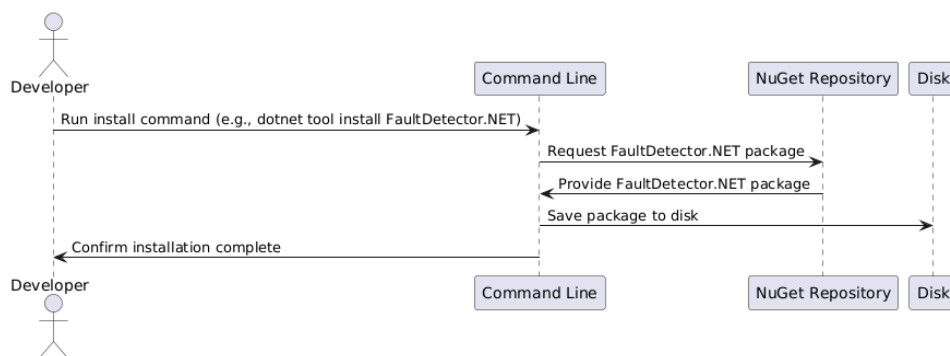 Developer
Command Line
NuGet Repository
Disk
Run install command (e.g., dotnet tool install FaultDetector.NET)
Request FaultDetector.NET package
Provide FaultDetector.NET package
Save package to disk
Confirm installation complete
Developer
Command Line
NuGet Repository
Disk